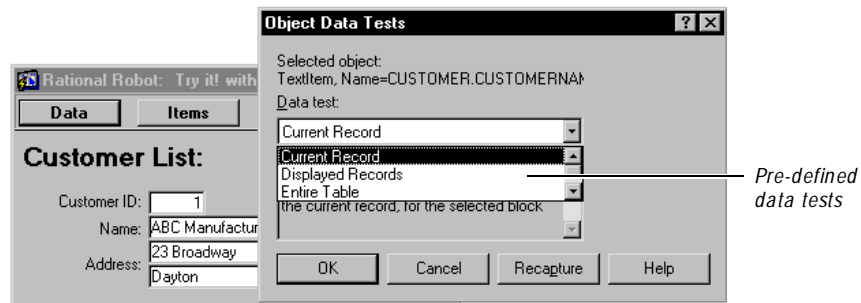 Object Data Tests
Selected object:
TextItem, Name=CUSTOMER.CUSTOMERNAM
Data test:
Current Record
Current Record
Displayed Records
Entire Table
the current record, for the selected block
OK Cancel Recapture Help
Rational Robot: Try it! with
Data Items
Customer List:
Customer ID: 1
Name: ABC Manufactur
Address: 23 Broadway
Dayton
Pre-defined
data tests